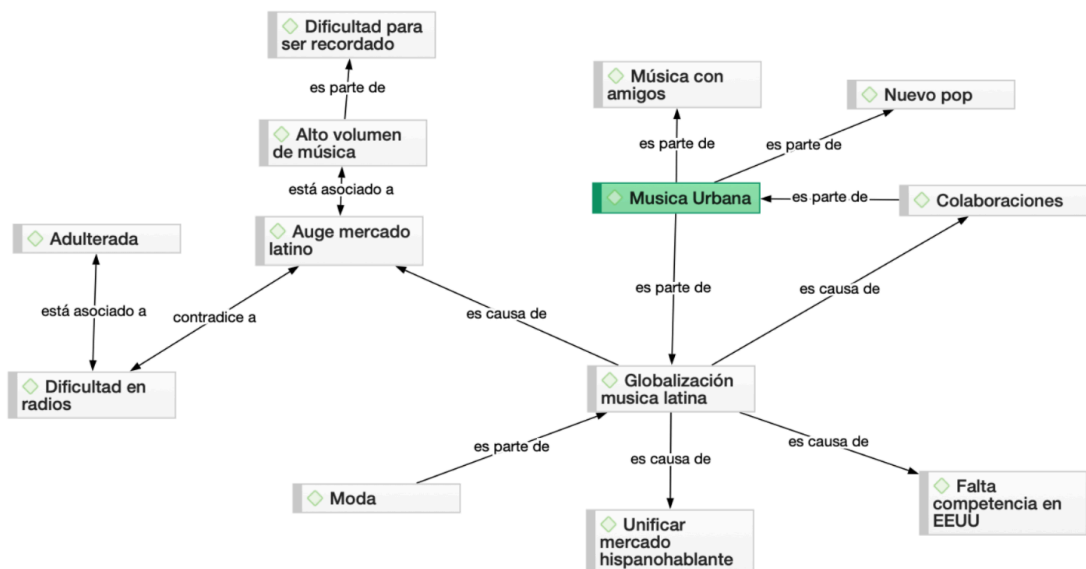 Dificultad para
ser recordado
es parte de
Música con
amigos
Nuevo pop
Alto volumen
de música
es parte de
es parte de
está asociado a
Musica Urbana
es parte de
Colaboraciones
Adulterada
Auge mercado
latino
está asociado a
contradice a
es causa de
es parte de
es causa de
Dificultad en
radios
Globalización
musica latina
es parte de
es causa de
es causa de
Moda
Unificar
mercado
hispanohablante
Falta
competencia en
EEUU